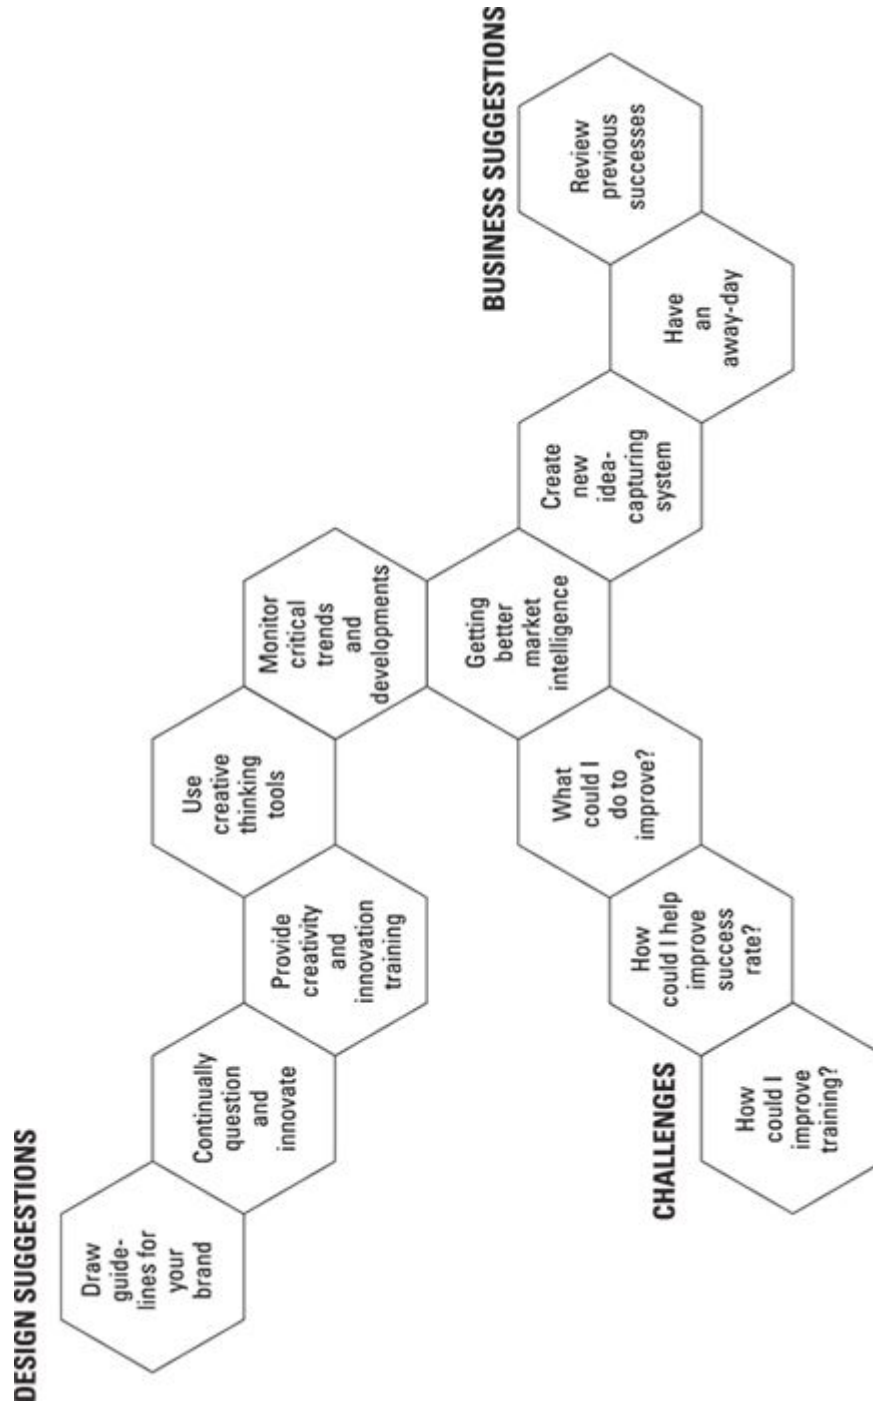 DESIGN SUGGESTIONS
Draw
guide-
lines for
your
brand
Continually
question
and
innovate
Provide
creativity
and
innovation
training
Use
creative
thinking
tools
Monitor
critical
trends
and
developments
Getting
better
market
intelligence
BUSINESS SUGGESTIONS
Create
new
idea-
capturing
system
Have
an
away-day
Review
previous
successes
CHALLENGES
How
could I
improve
training?
How
could I help
improve
success
rate?
What
could I
do to
improve?